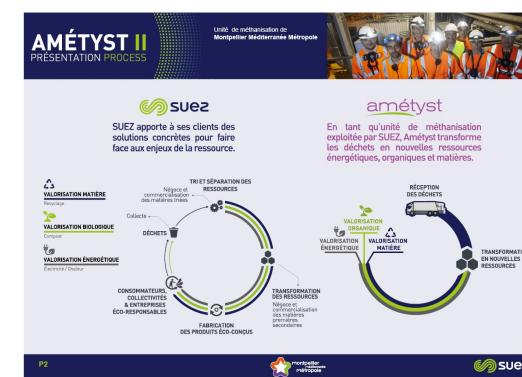 AMÉTYST II
PRÉSENTATION PROCESS
Unité de méthanisation de
Montpellier Méditerranée Métropole
suez
SUEZ apporte à ses clients des
solutions concrètes pour faire
face aux enjeux de la ressource.
VALORISATION MATIÈRE
Recyclage
VALORISATION BIOLOGIQUE
Compost
VALORISATION ÉNERGÉTIQUE
Électricité / Chaleur
TRI ET SÉPARATION DES
RESSOURCES
Négoce et
commercialisation
des matières triées
Collecte
DÉCHETS
CONSOMMATEURS,
COLLECTIVITÉS
& ENTREPRISES
ÉCO-RESPONSABLES
FABRICATION
DES PRODUITS ÉCO-CONÇUS
TRANSFORMATION
DES RESSOURCES
Négoce et
commercialisation
des matières
premières
secondaires
amétyst
En tant qu'unité de méthanisation
exploitée par SUEZ, Amétyst transforme
les déchets en nouvelles ressources
énergétiques, organiques et matières.
RÉCEPTION
DES DÉCHETS
VALORISATION
ORGANIQUE
VALORISATION
ÉNERGÉTIQUE
VALORISATION
MATIÈRE
TRANSFORMATI
EN NOUVELLES
RESSOURCES
P2
montpellier
méditerranée
métropole
sue